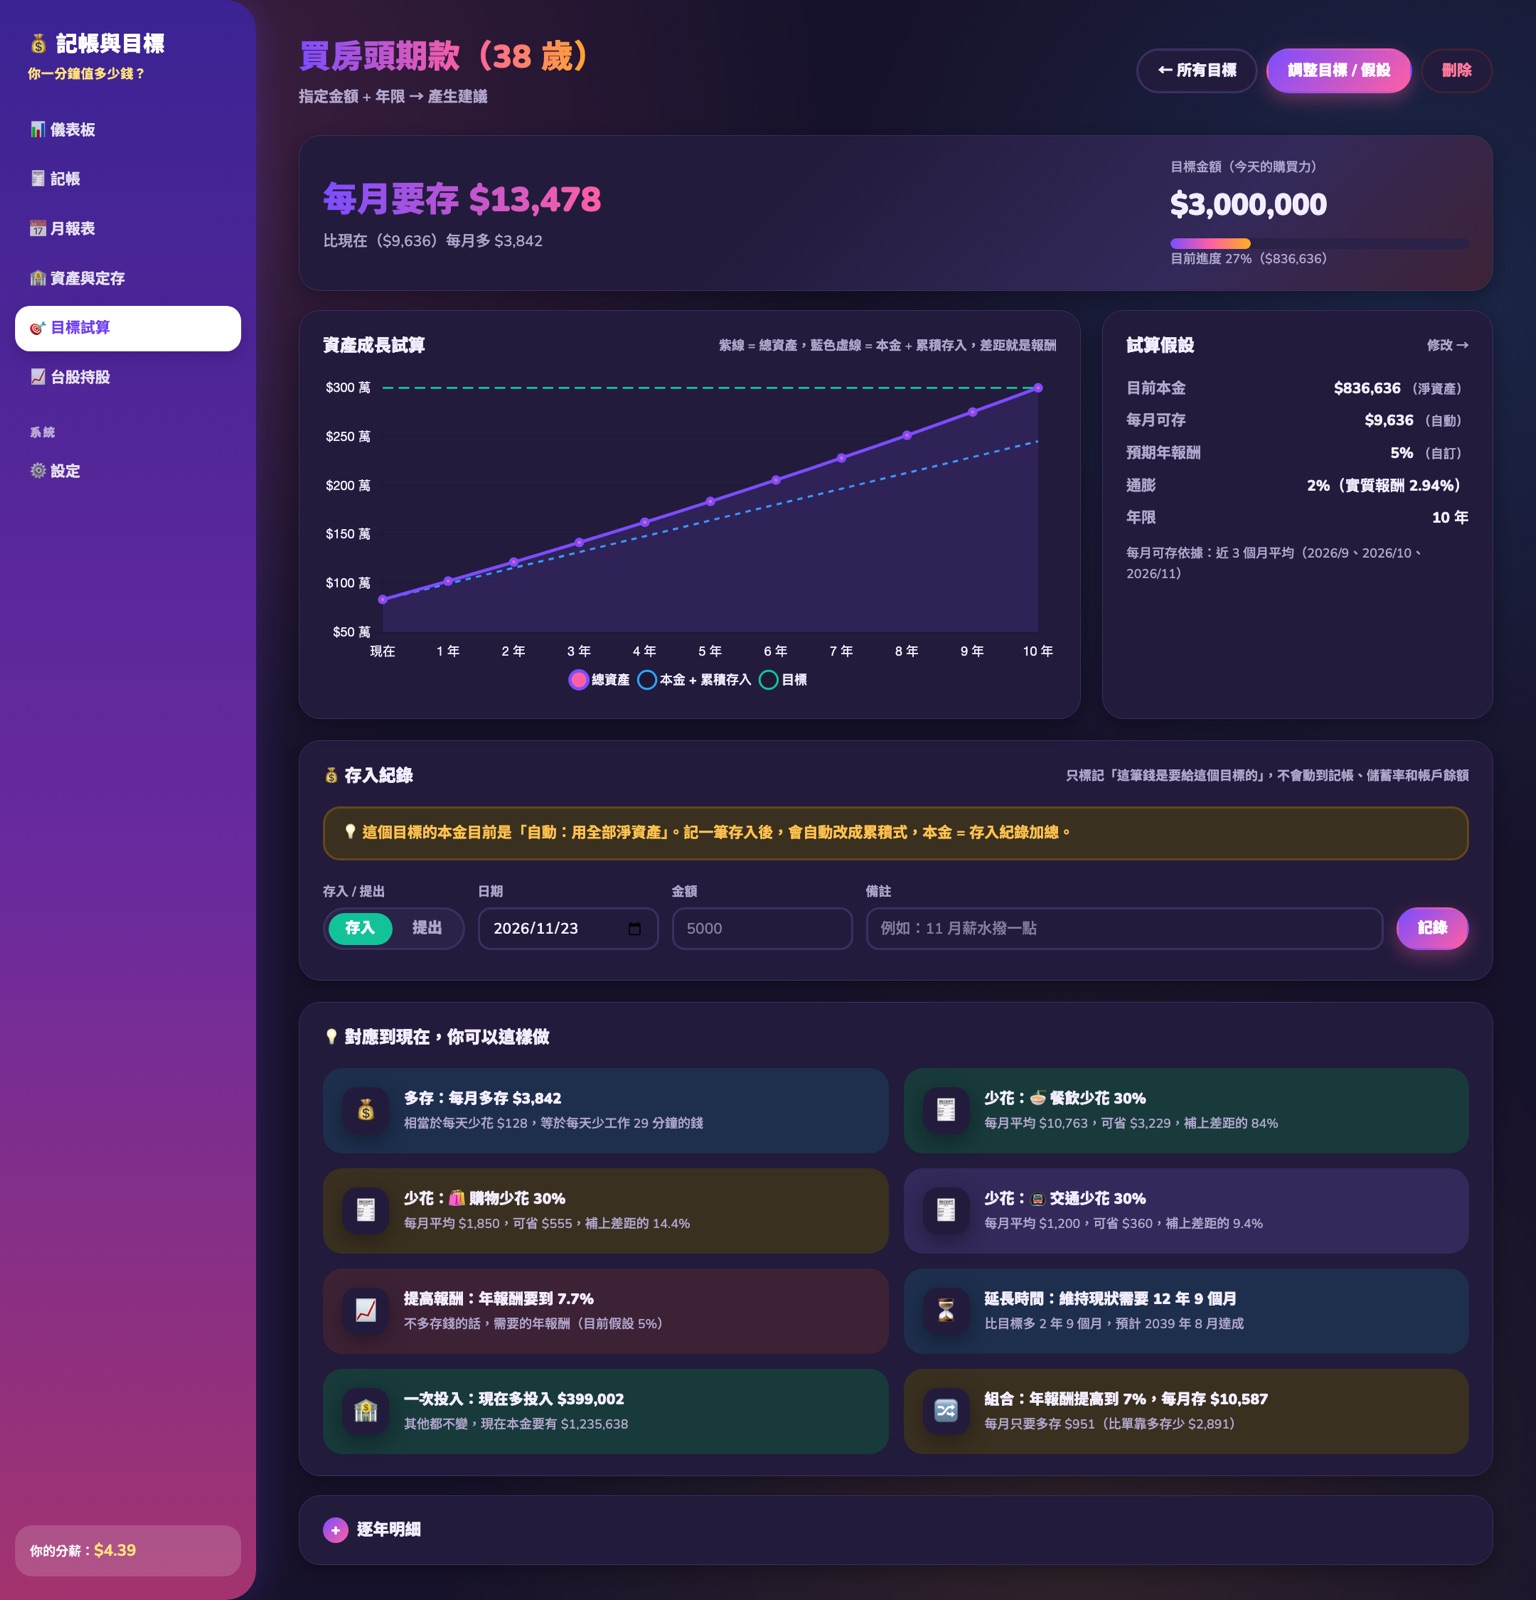 記帳與目標
你一分鐘值多少錢？
儀表板
記帳
月報表
資產與定存
目標試算
台股持股
系統
設定
你的分薪：$4.39
買房頭期款（38 歲）
指定金額 + 年限 → 產生建議
← 所有目標
調整目標 / 假設
刪除
每月要存 $13,478
比現在（$9,636）每月多 $3,842
目標金額（今天的購買力）
$3,000,000
目前進度 27%（$836,636）
資產成長試算
紫線 = 總資產，藍色虛線 = 本金 + 累積存入，差距就是報酬
$300 萬
$250 萬
$200 萬
$150 萬
$100 萬
$50 萬
現在 1 年 2 年 3 年 4 年 5 年 6 年 7 年 8 年 9 年 10 年
總資產 本金 + 累積存入 目標
試算假設
修改 →
目前本金 $836,636（淨資產）
每月可存 $9,636（自動）
預期年報酬 5%（自訂）
通膨 2%（實質報酬 2.94%）
年限 10 年
每月可存依據：近 3 個月平均（2026/9、2026/10、
2026/11）
存入紀錄
只標記「這筆錢是要給這個目標的」，不會動到記帳、儲蓄率和帳戶餘額
這個目標的本金目前是「自動：用全部淨資產」。記一筆存入後，會自動改成累積式，本金 = 存入紀錄加總。
存入 / 提出
日期
金額
備註
存入
提出
2026/11/23
5000
例如：11 月薪水撥一點
記錄
對應到現在，你可以這樣做
多存：每月多存 $3,842
相當於每天少花 $128，等於每天少工作 29 分鐘的錢
少花：餐飲少花 30%
每月平均 $10,763，可省 $3,229，補上差距的 84%
少花：購物少花 30%
每月平均 $1,850，可省 $555，補上差距的 14.4%
少花：交通少花 30%
每月平均 $1,200，可省 $360，補上差距的 9.4%
提高報酬：年報酬要到 7.7%
不多存錢的話，需要的年報酬（目前假設 5%）
延長時間：維持現狀需要 12 年 9 個月
比目標多 2 年 9 個月，預計 2039 年 8 月達成
一次投入：現在多投入 $399,002
其他都不變，現在本金要有 $1,235,638
組合：年報酬提高到 7%，每月存 $10,587
每月只要多存 $951（比單靠多存少 $2,891）
+ 逐年明細